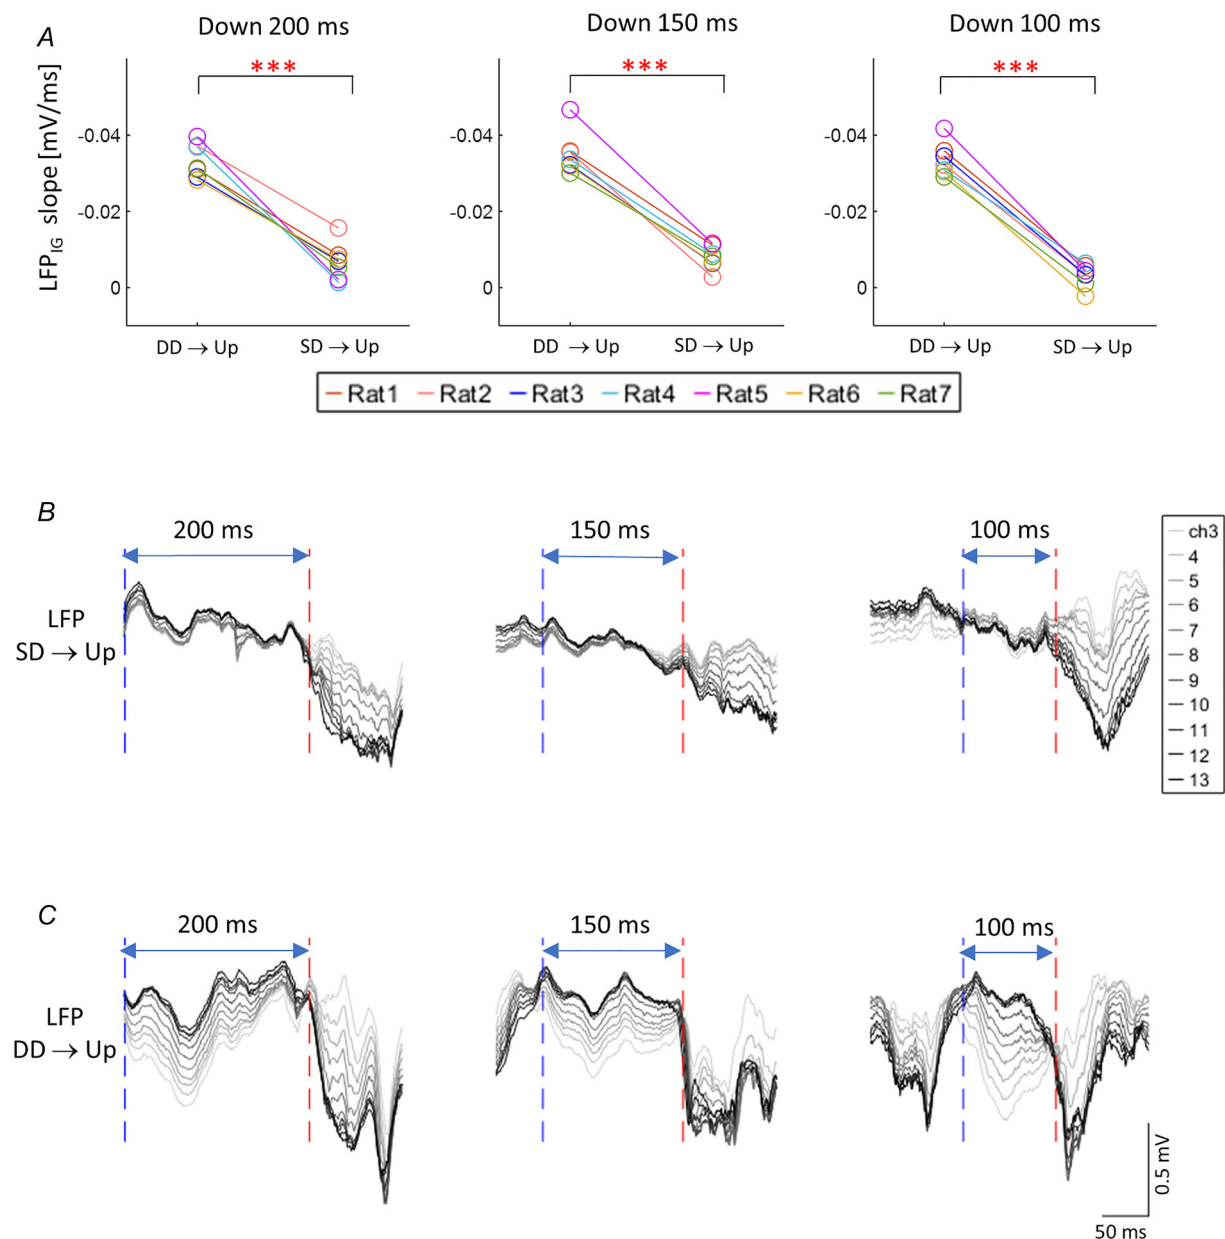 A
Down 200 ms
Down 150 ms
Down 100 ms
***
***
***
LFP_IG slope [mV/ms]
-0.04
-0.02
0
-0.04
-0.02
0
-0.04
-0.02
0
DD → Up
SD → Up
DD → Up
SD → Up
DD → Up
SD → Up
Rat1
Rat2
Rat3
Rat4
Rat5
Rat6
Rat7
B
200 ms
150 ms
100 ms
LFP
SD → Up
ch3
4
5
6
7
8
9
10
11
12
13
C
200 ms
150 ms
100 ms
LFP
DD → Up
0.5 mV
50 ms